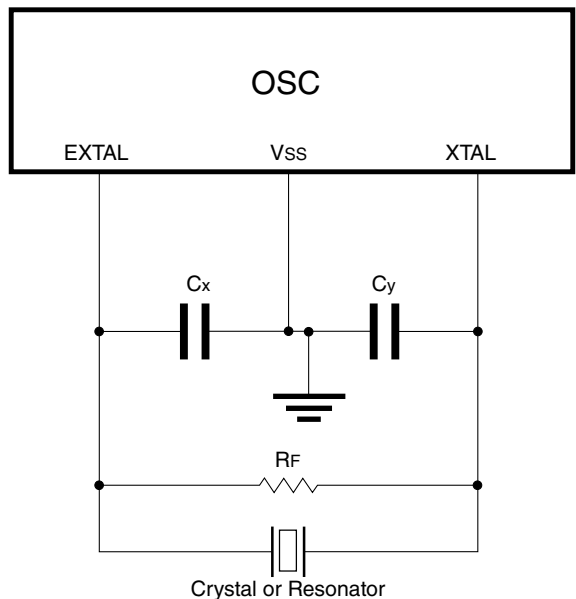 OSC
EXTAL VSS XTAL
Cx Cy
RF
Crystal or Resonator